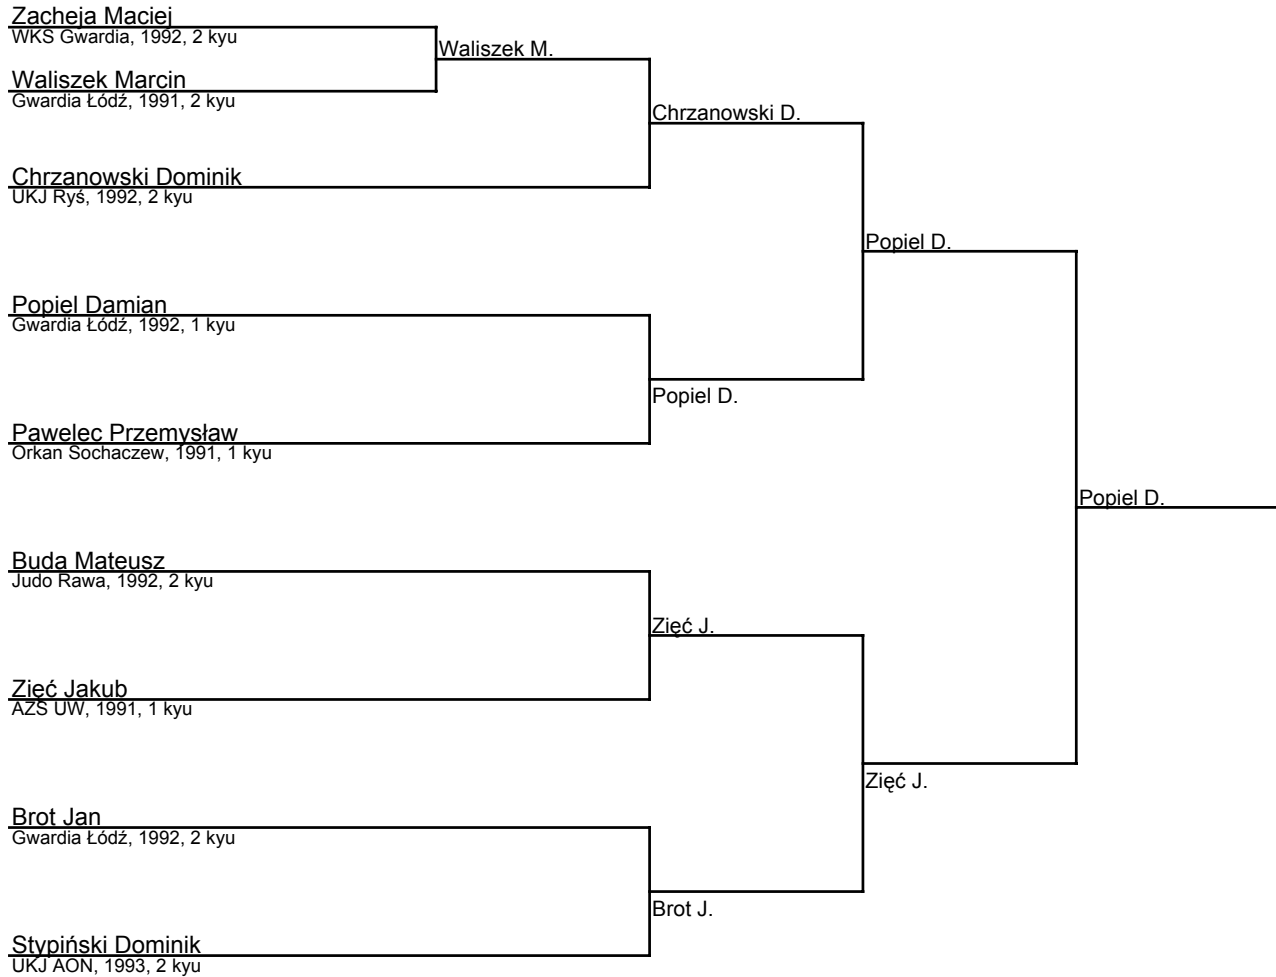 Zacheja Maciej
WKS Gwardia, 1992, 2 kyu
Waliszek M.
Waliszek Marcin
Gwardia Łódź, 1991, 2 kyu
Chrzanowski D.
Chrzanowski Dominik
UKJ Ryś, 1992, 2 kyu
Popiel D.
Popiel Damian
Gwardia Łódź, 1992, 1 kyu
Popiel D.
Pawelec Przemysław
Orkan Sochaczew, 1991, 1 kyu
Popiel D.
Buda Mateusz
Judo Rawa, 1992, 2 kyu
Zięć J.
Zięć Jakub
AZS UW, 1991, 1 kyu
Zięć J.
Brot Jan
Gwardia Łódź, 1992, 2 kyu
Brot J.
Stypiński Dominik
UKJ AON, 1993, 2 kyu